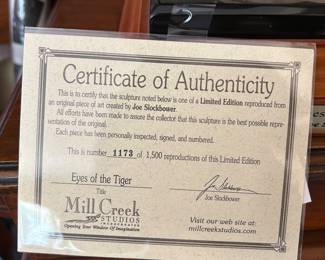 Certificate of Authenticity
This is to certify that the sculpture noted below is one of a Limited Edition reproduced from
an original piece of art created by Joe Slockbower.
All efforts have been made to assure the collector that this sculpture is the best possible repre-
sentation of the original.
Each piece has been personally inspected, signed, and numbered.
This is number 1173 of 1,500 reproductions of this Limited Edition
Eyes of the Tiger
Title
Joe Slockbower
Joe Slockbower
Mill Creek
STUDIOS
INCORPORATED
Opening Your Window Of Imagination
Visit our web site at:
millcreekstudios.com